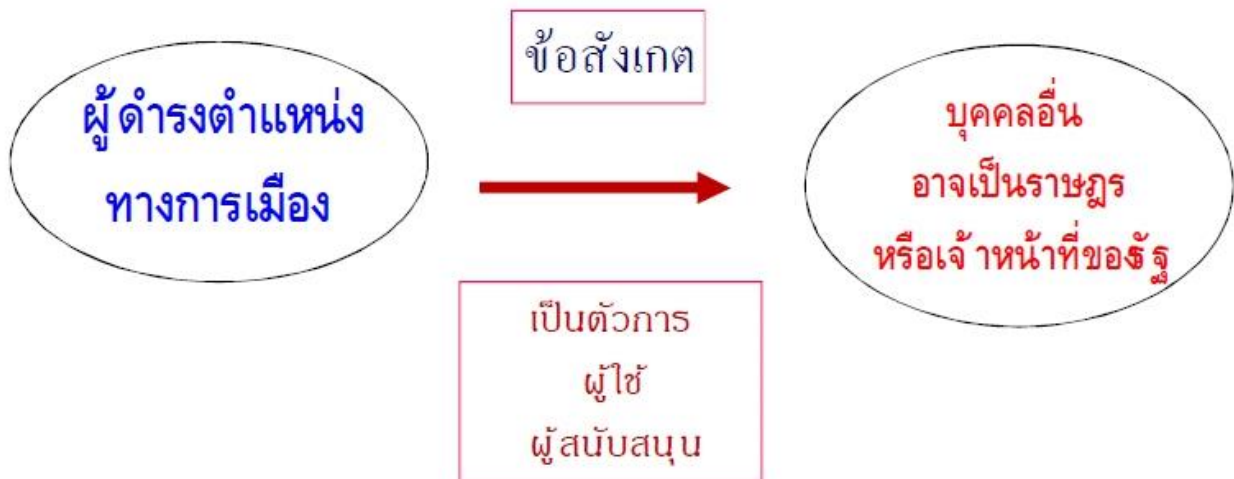 ข้อสังเกต
ผู้ดำรงตำแหน่ง
ทางการเมือง
บุคคลอื่น
อาจเป็นราษฎร
หรือเจ้าหน้าที่ของรัฐ
เป็นตัวการ
ผู้ใช้
ผู้สนับสนุน